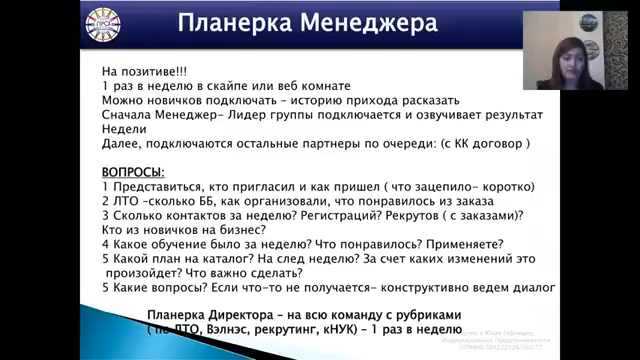 Планерка Менеджера
На позитиве!!!
1 раз в неделю в скайпе или веб комнате
Можно новичков подключать – историю прихода рассказать
Сначала Менеджер– Лидер группы подключается и озвучивает результат
Недели
Далее, подключаются остальные партнеры по очереди: (с КК договор )
ВОПРОСЫ:
1 Представиться, кто пригласил и как пришел ( что зацепило– коротко)
2 ЛТО –сколько ББ, как организовали, что понравилось из заказа
3 Сколько контактов за неделю? Регистраций? Рекрутов ( с заказами)?
Кто из новичков на бизнес?
4 Какое обучение было за неделю? Что понравилось? Применяете?
5 Какой план на каталог? На след неделю? За счет каких изменений это
произойдет? Что важно сделать?
5 Какие вопросы? Если что–то не получается– конструктивно ведем диалог
Планерка Директора – на всю команду с рубриками
( по ЛТО, Вэлнэс, рекрутинг, кНУК) – 1 раз в неделю